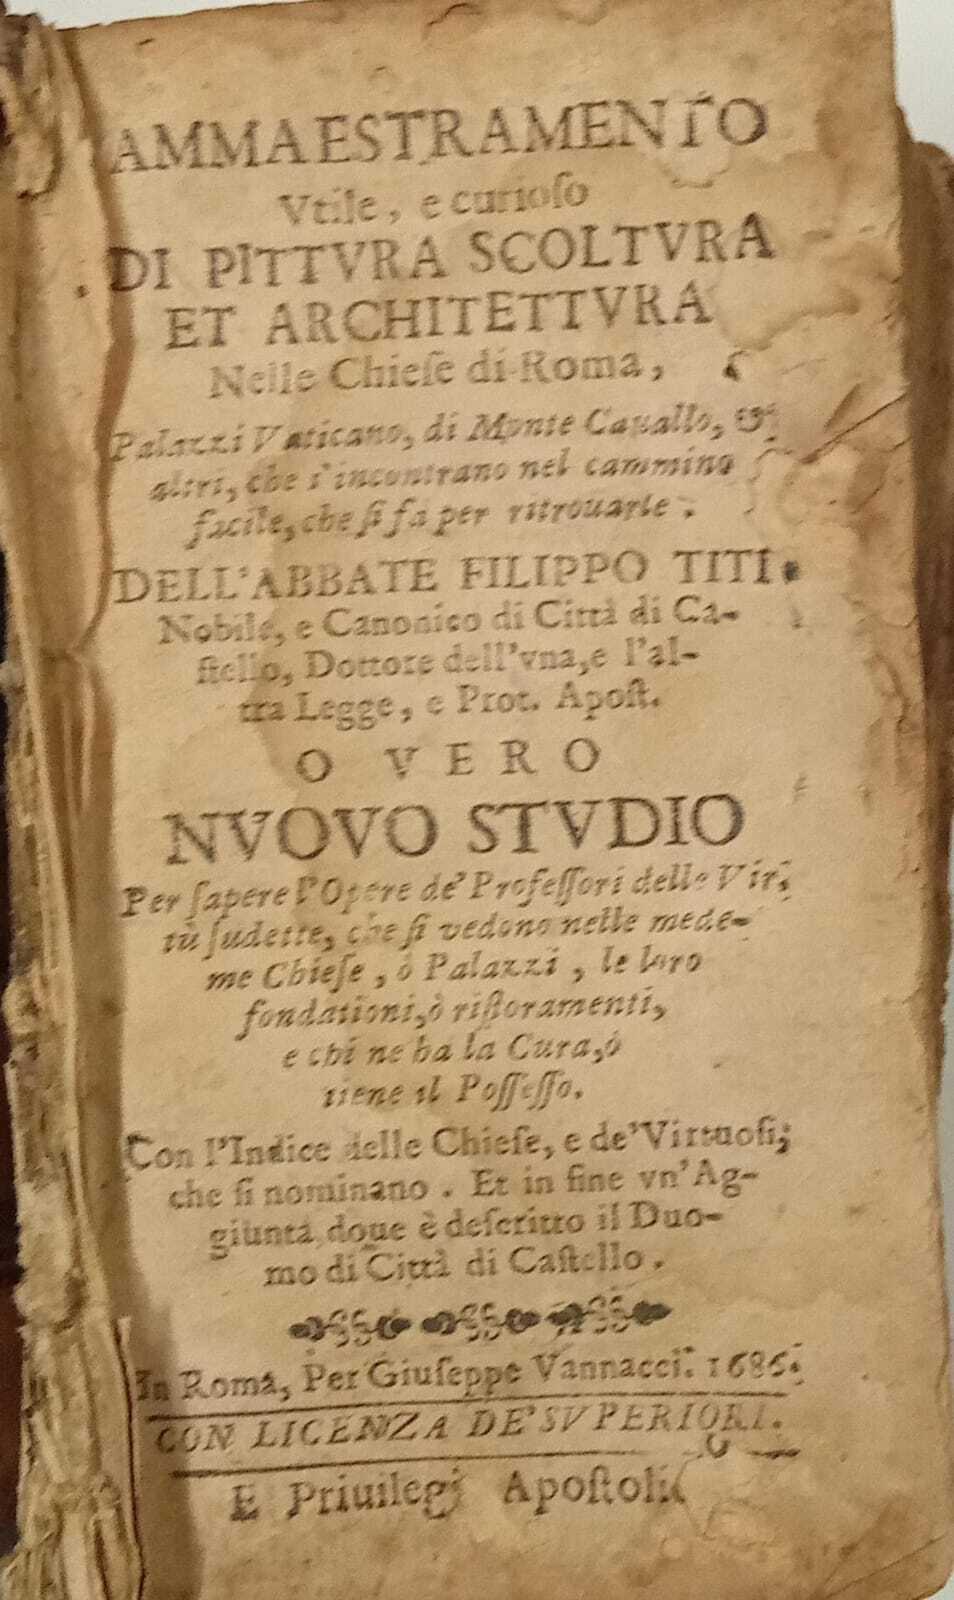 AMMAESTRAMENTO
Vtile, e curioſo
DI PITTVRA SCOLTVRA
ET ARCHITETTVRA
Nelle Chieſe di Roma,
Palazzi Vaticano, di Monte Cauallo, &
altri, che s'incontrano nel cammino
facile, che ſi fa per ritrouarle.
DELL'ABBATE FILIPPO TITI.
Nobile, e Canonico di Città di Ca-
ſtello, Dottore dell'vna, e l'al-
tra Legge, e Prot. Apoſt.
O VERO
NVOVO STVDIO
Per ſapere l'Opere de' Profeſſori delle Vir-
tù ſudette, che ſi vedono nelle mede-
me Chieſe, ò Palazzi, le loro
fondationi, ò riſtoramenti,
e chi ne ha la Cura, ò
tiene il Poſſeſſo.
Con l'Indice delle Chieſe, e de' Virtuoſi;
che ſi nominano. Et in fine vn'Ag-
giunta doue è deſcritto il Duo-
mo di Città di Caſtello.
In Roma, Per Giuſeppe Vannacci. 1686.
CON LICENZA DE' SVPERIORI.
E Priuilegj Apoſtoli